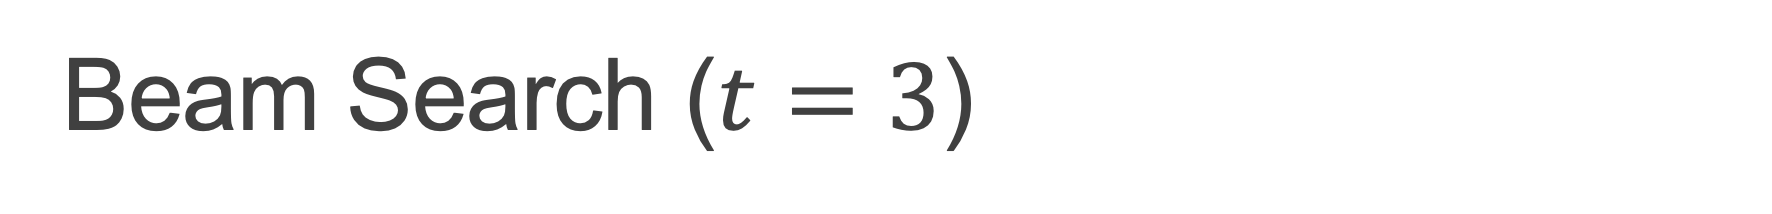 Beam Search (𝑡 = 3)